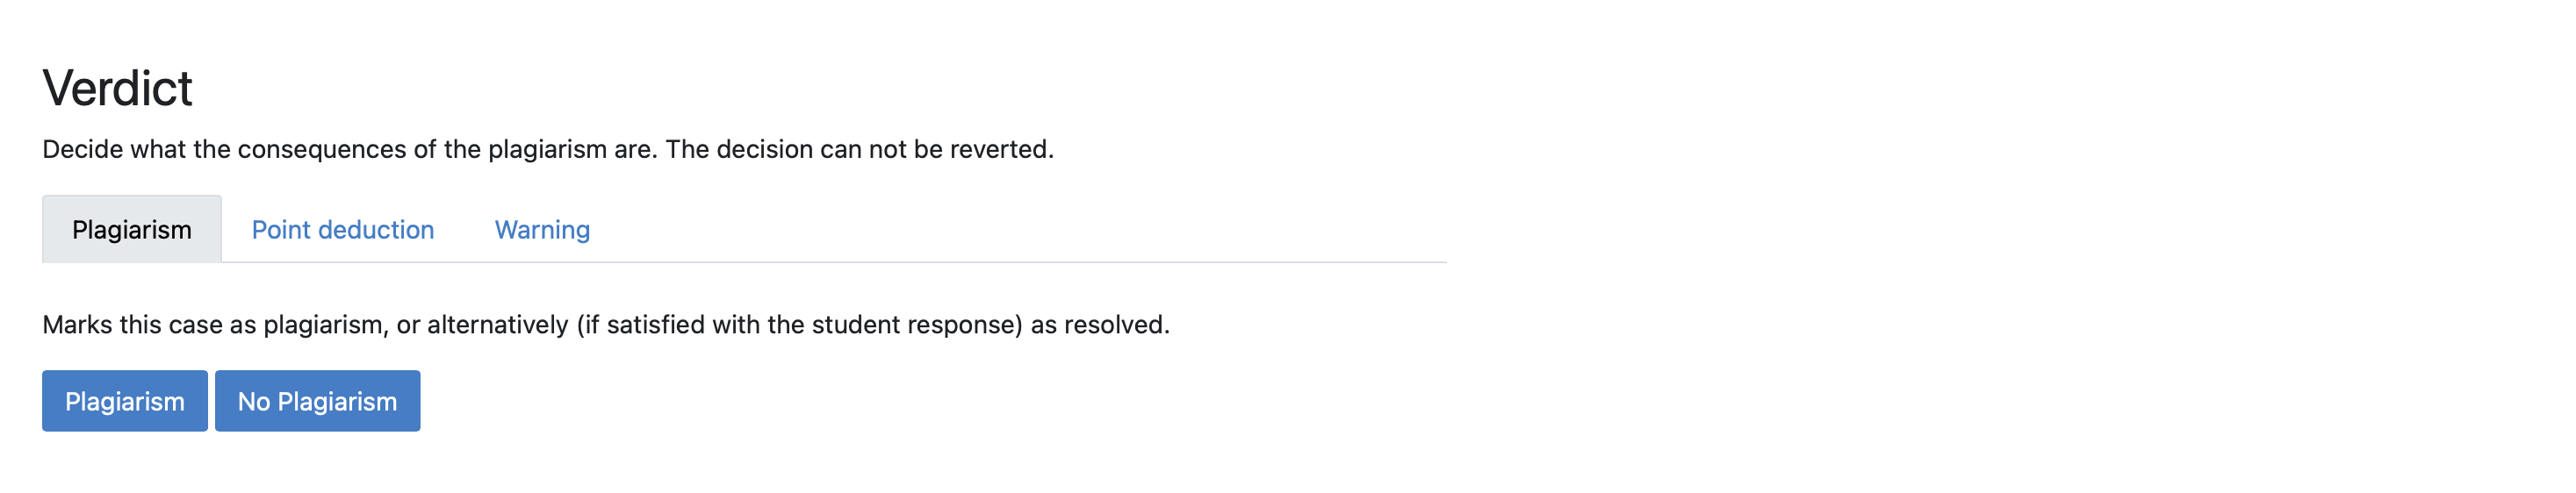 Verdict
Decide what the consequences of the plagiarism are. The decision can not be reverted.
Plagiarism Point deduction Warning
Marks this case as plagiarism, or alternatively (if satisfied with the student response) as resolved.
Plagiarism No Plagiarism